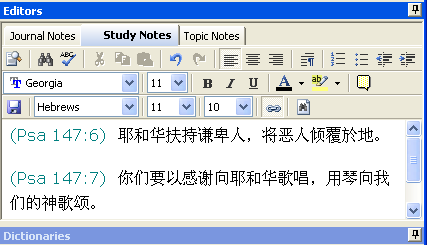 Editors
Journal Notes Study Notes Topic Notes
ABC
Georgia 11 B I U A ab
Hebrews 11 10
(Psa 147:6) 耶和华扶持谦卑人，将恶人倾覆於地。
(Psa 147:7) 你们要以感谢向耶和华歌唱，用琴向我
们的神歌颂。
Dictionaries